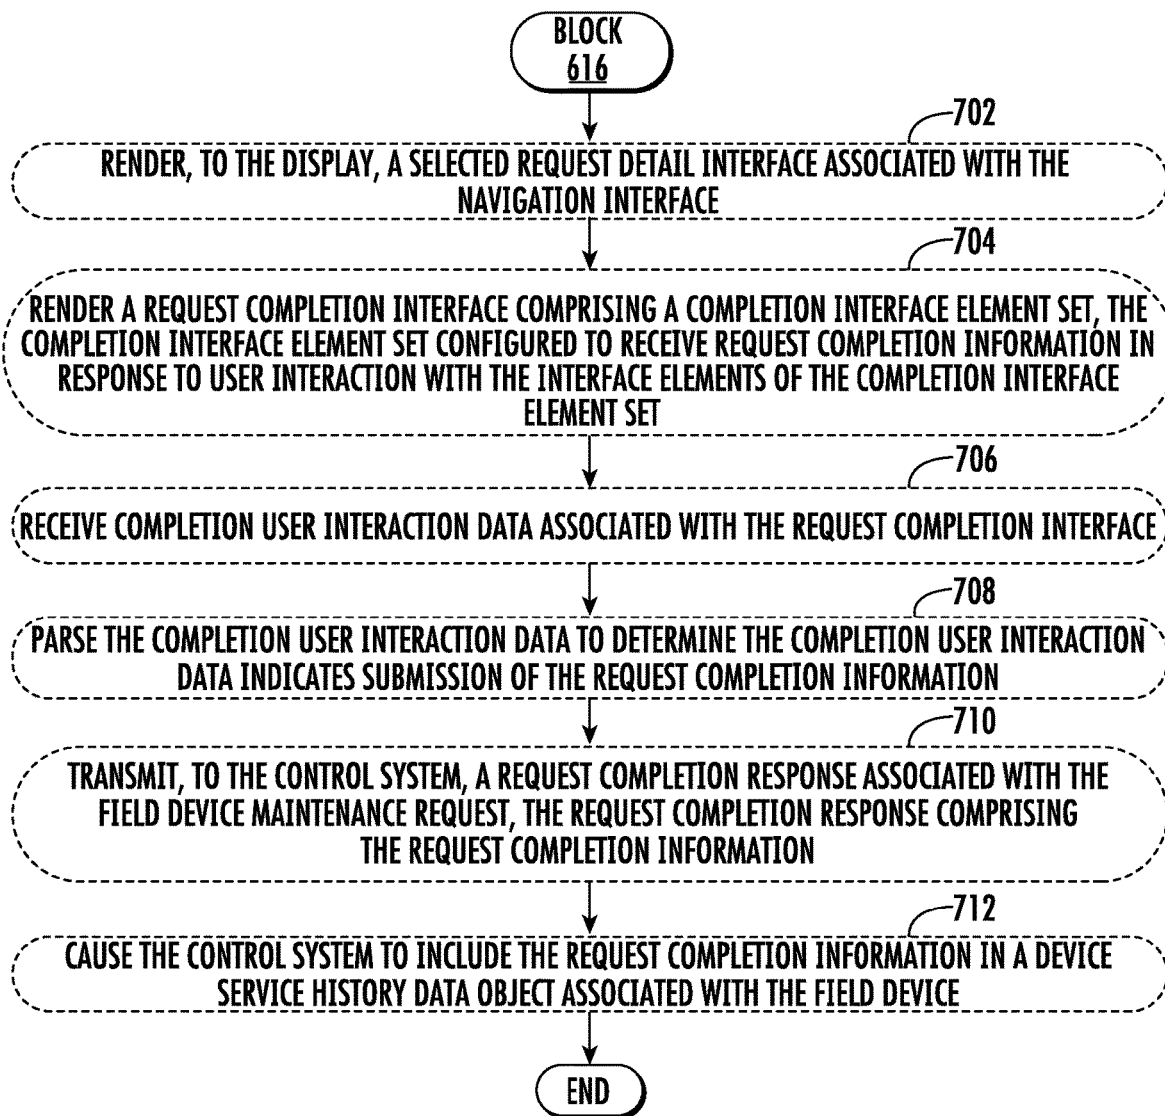 BLOCK
616
702
RENDER, TO THE DISPLAY, A SELECTED REQUEST DETAIL INTERFACE ASSOCIATED WITH THE
NAVIGATION INTERFACE
704
RENDER A REQUEST COMPLETION INTERFACE COMPRISING A COMPLETION INTERFACE ELEMENT SET, THE
COMPLETION INTERFACE ELEMENT SET CONFIGURED TO RECEIVE REQUEST COMPLETION INFORMATION IN
RESPONSE TO USER INTERACTION WITH THE INTERFACE ELEMENTS OF THE COMPLETION INTERFACE
ELEMENT SET
706
RECEIVE COMPLETION USER INTERACTION DATA ASSOCIATED WITH THE REQUEST COMPLETION INTERFACE
708
PARSE THE COMPLETION USER INTERACTION DATA TO DETERMINE THE COMPLETION USER INTERACTION
DATA INDICATES SUBMISSION OF THE REQUEST COMPLETION INFORMATION
710
TRANSMIT, TO THE CONTROL SYSTEM, A REQUEST COMPLETION RESPONSE ASSOCIATED WITH THE
FIELD DEVICE MAINTENANCE REQUEST, THE REQUEST COMPLETION RESPONSE COMPRISING
THE REQUEST COMPLETION INFORMATION
712
CAUSE THE CONTROL SYSTEM TO INCLUDE THE REQUEST COMPLETION INFORMATION IN A DEVICE
SERVICE HISTORY DATA OBJECT ASSOCIATED WITH THE FIELD DEVICE
END